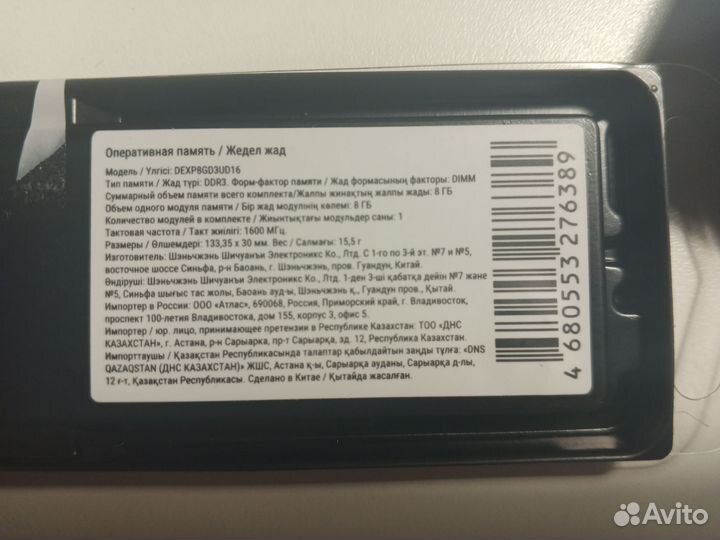 Оперативная память / Жедел жад
Модель / Үлгісі: DEXP8GD3UD16
Тип памяти / Жад түрі: DDR3. Форм-фактор памяти / Жад формасының факторы: DIMM
Суммарный объем памяти всего комплекта/Жалпы жинақтың жалпы жады: 8 ГБ
Объем одного модуля памяти / Бір жад модулінің көлемі: 8 ГБ
Количество модулей в комплекте / Жиынтықтағы модульдер саны: 1
Тактовая частота / Такт жиілігі: 1600 МГц.
Размеры / Өлшемдері: 133,35 х 30 мм. Вес / Салмағы: 15,5 г
Изготовитель: Шэньчжэнь Шичуанъи Электроникс Ко., Лтд. С 1-го по 3-й эт. №7 и №5,
восточное шоссе Синьфа, р-н Баоань, г. Шэньчжэнь, пров. Гуандун, Китай.
Өндіруші: Шэньчжэнь Шичуанъи Электроникс Ко., Лтд. 1-ден 3-ші қабатқа дейін №7 және
№5, Синьфа шығыс тас жолы, Баоань ауд-ы, Шэньчжэнь қ., Гуандун пров., Қытай.
Импортер в России: ООО «Атлас», 690068, Россия, Приморский край, г. Владивосток,
проспект 100-летия Владивостока, дом 155, корпус 3, офис 5.
Импортер / юр. лицо, принимающее претензии в Республике Казахстан: ТОО «ДНС
КАЗАХСТАН», г. Астана, р-н Сарыарка, пр-т Сарыарка, зд. 12, Республика Казахстан.
Импорттаушы / Қазақстан Республикасында талаптар қабылдайтын заңды тұлға: «DNS
QAZAQSTAN (ДНС КАЗАХСТАН)» ЖШС, Астана қ-ы, Сарыарқа ауданы, Сарыарқа д-лы,
12 ғ-т, Қазақстан Республикасы. Сделано в Китае / Қытайда жасалған.
4 680553 276389
Avito